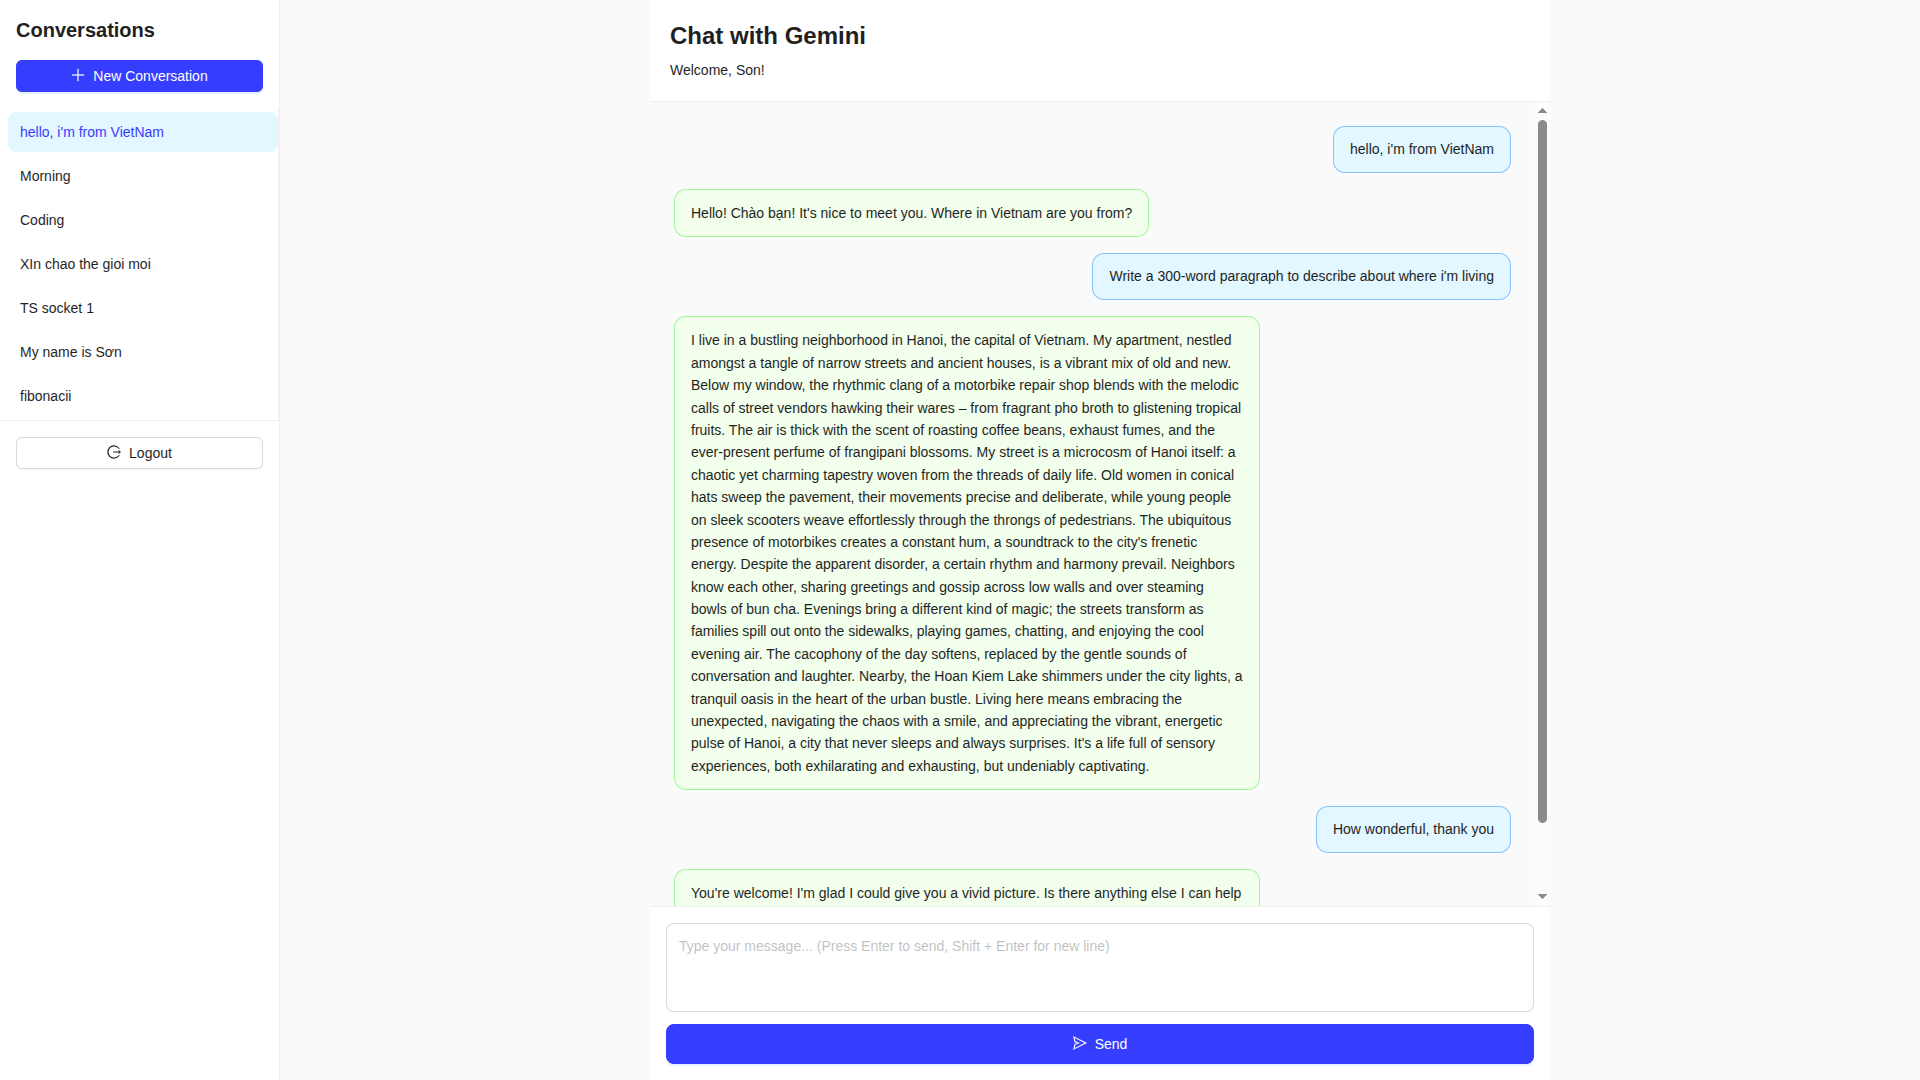 Conversations
New Conversation
hello, i'm from VietNam
Morning
Coding
XIn chao the gioi moi
TS socket 1
My name is Sơn
fibonacii
Logout
Chat with Gemini
Welcome, Son!
hello, i'm from VietNam
Hello! Chào bạn! It's nice to meet you. Where in Vietnam are you from?
Write a 300-word paragraph to describe about where i'm living
I live in a bustling neighborhood in Hanoi, the capital of Vietnam. My apartment, nestled
amongst a tangle of narrow streets and ancient houses, is a vibrant mix of old and new.
Below my window, the rhythmic clang of a motorbike repair shop blends with the melodic
calls of street vendors hawking their wares – from fragrant pho broth to glistening tropical
fruits. The air is thick with the scent of roasting coffee beans, exhaust fumes, and the
ever-present perfume of frangipani blossoms. My street is a microcosm of Hanoi itself: a
chaotic yet charming tapestry woven from the threads of daily life. Old women in conical
hats sweep the pavement, their movements precise and deliberate, while young people
on sleek scooters weave effortlessly through the throngs of pedestrians. The ubiquitous
presence of motorbikes creates a constant hum, a soundtrack to the city's frenetic
energy. Despite the apparent disorder, a certain rhythm and harmony prevail. Neighbors
know each other, sharing greetings and gossip across low walls and over steaming
bowls of bun cha. Evenings bring a different kind of magic; the streets transform as
families spill out onto the sidewalks, playing games, chatting, and enjoying the cool
evening air. The cacophony of the day softens, replaced by the gentle sounds of
conversation and laughter. Nearby, the Hoan Kiem Lake shimmers under the city lights, a
tranquil oasis in the heart of the urban bustle. Living here means embracing the
unexpected, navigating the chaos with a smile, and appreciating the vibrant, energetic
pulse of Hanoi, a city that never sleeps and always surprises. It's a life full of sensory
experiences, both exhilarating and exhausting, but undeniably captivating.
How wonderful, thank you
You're welcome! I'm glad I could give you a vivid picture. Is there anything else I can help
Type your message... (Press Enter to send, Shift + Enter for new line)
Send